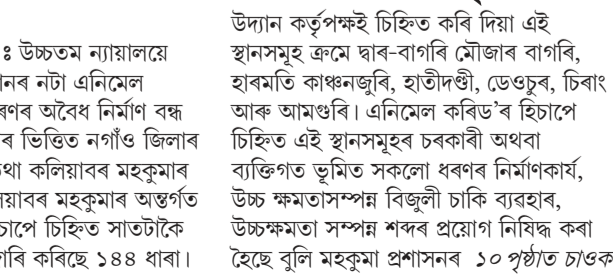 ঃ উচ্চতম ন্যায়ালয়ে
নৰ নটা এনিমেল
ৰণৰ অবৈধ নিৰ্মাণ বন্ধ
ৰ ভিত্তিত নগাঁও জিলাৰ
থা কলিয়াবৰ মহকুমাৰ
য়াবৰ মহকুমাৰ অন্তৰ্গত
চাপে চিহ্নিত সাতটাকৈ
গৰি কৰিছে ১৪৪ ধাৰা।
উদ্যান কৰ্তৃপক্ষই চিহ্নিত কৰি দিয়া এই
স্থানসমূহ ক্ৰমে দ্বাৰ-বাগৰি মৌজাৰ বাগৰি,
হাৰমতি কাঞ্চনজুৰি, হাতীদণ্ডী, ডেওচুৰ, চিৰাং
আৰু আমগুৰি। এনিমেল কৰিড'ৰ হিচাপে
চিহ্নিত এই স্থানসমূহৰ চৰকাৰী অথবা
ব্যক্তিগত ভূমিত সকলো ধৰণৰ নিৰ্মাণকাৰ্য,
উচ্চ ক্ষমতাসম্পন্ন বিজুলী চাকি ব্যৱহাৰ,
উচ্চক্ষমতা সম্পন্ন শব্দৰ প্ৰয়োগ নিষিদ্ধ কৰা
হৈছে বুলি মহকুমা প্ৰশাসনৰ ১০ পৃষ্ঠাত চাওক